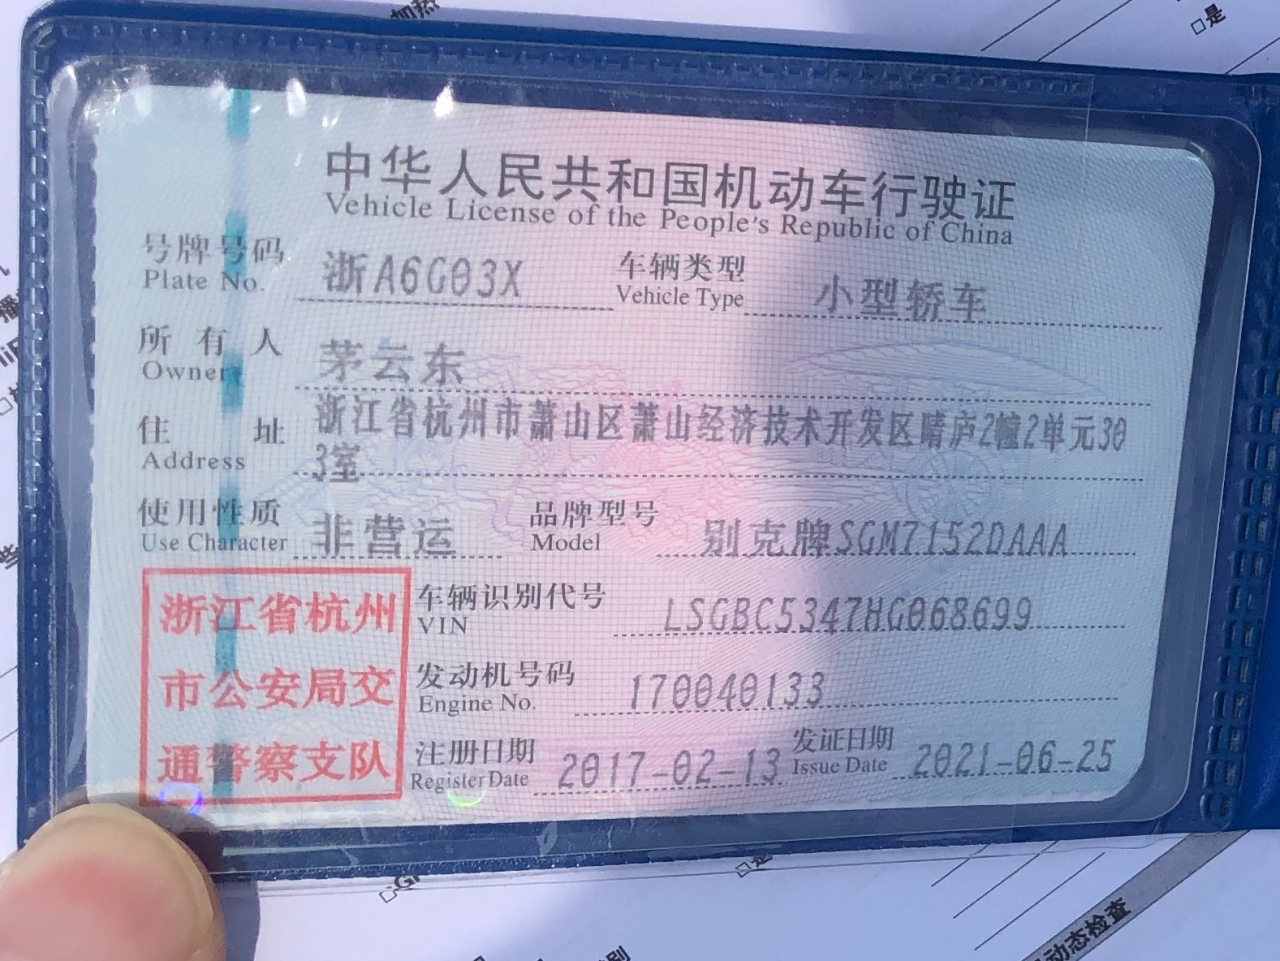 加热
□是
中华人民共和国机动车行驶证
Vehicle License of the People's Republic of China
号牌号码 浙A6G03X 车辆类型 小型轿车
Plate No. Vehicle Type
所有人 茅云东
Owner
住址 浙江省杭州市萧山区萧山经济技术开发区晴庐2幢2单元30
Address 3室
使用性质 非营运 品牌型号 别克牌SGM7152DAAA
Use Character Model
浙江省杭州
市公安局交
通警察支队
车辆识别代号 LSGBC5347HG068699
VIN
发动机号码 170040133
Engine No.
注册日期 2017-02-13 发证日期 2021-06-25
Register Date Issue Date
动态检查